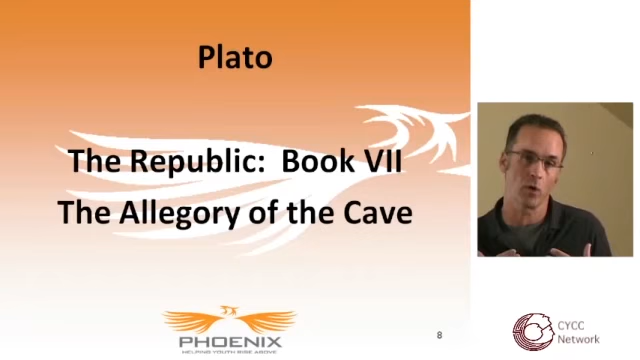 Plato
The Republic: Book VII
The Allegory of the Cave
PHOENIX
HELPING YOUTH RISE ABOVE
8
CYCC
Network